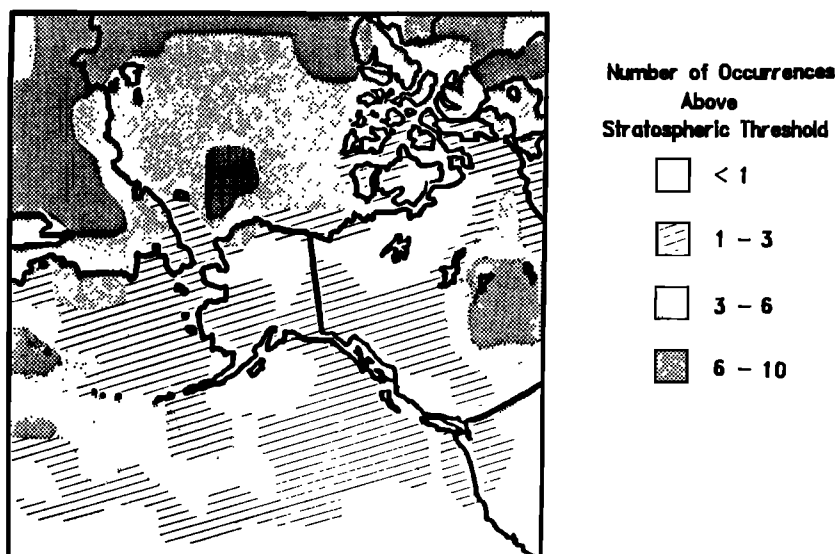 Number of Occurrences
Above
Stratospheric Threshold
< 1
1 - 3
3 - 6
6 - 10